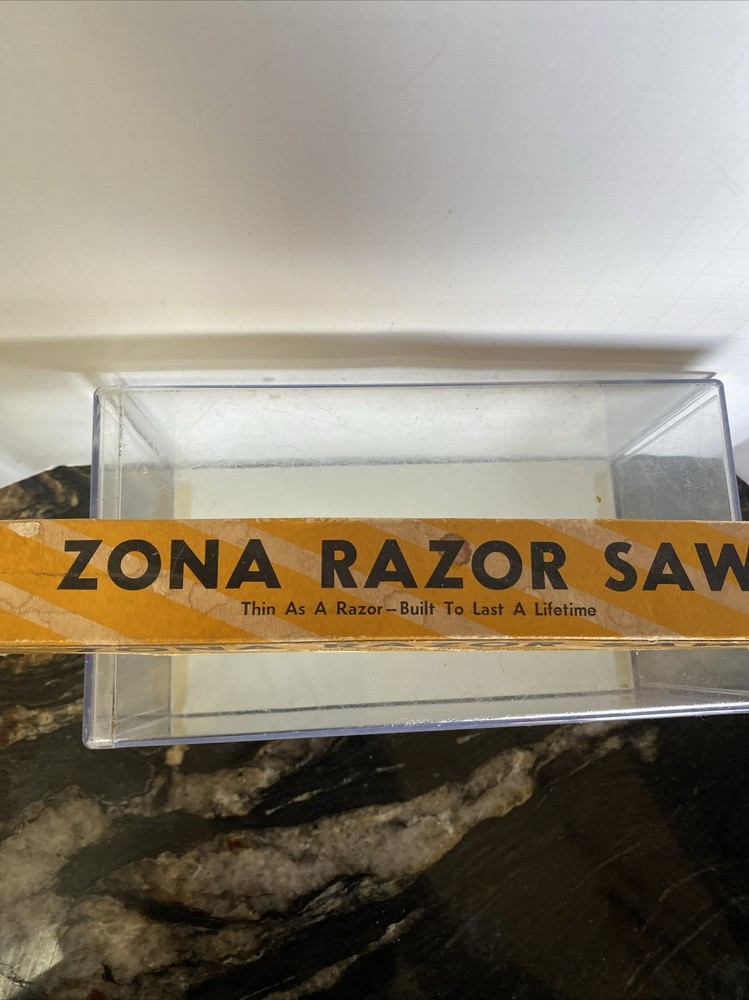 ZONA RAZOR SAW
Thin As A Razor–Built To Last A Lifetime